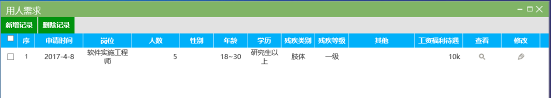 用人需求
新增记录 删除记录
序 申请时间 岗位 人数 性别 年龄 学历 残疾类别 残疾等级 其他 工资福利待遇 查看 修改
1 2017-4-8 软件实施工程师 5 18~30 研究生以上 肢体 一级 10k